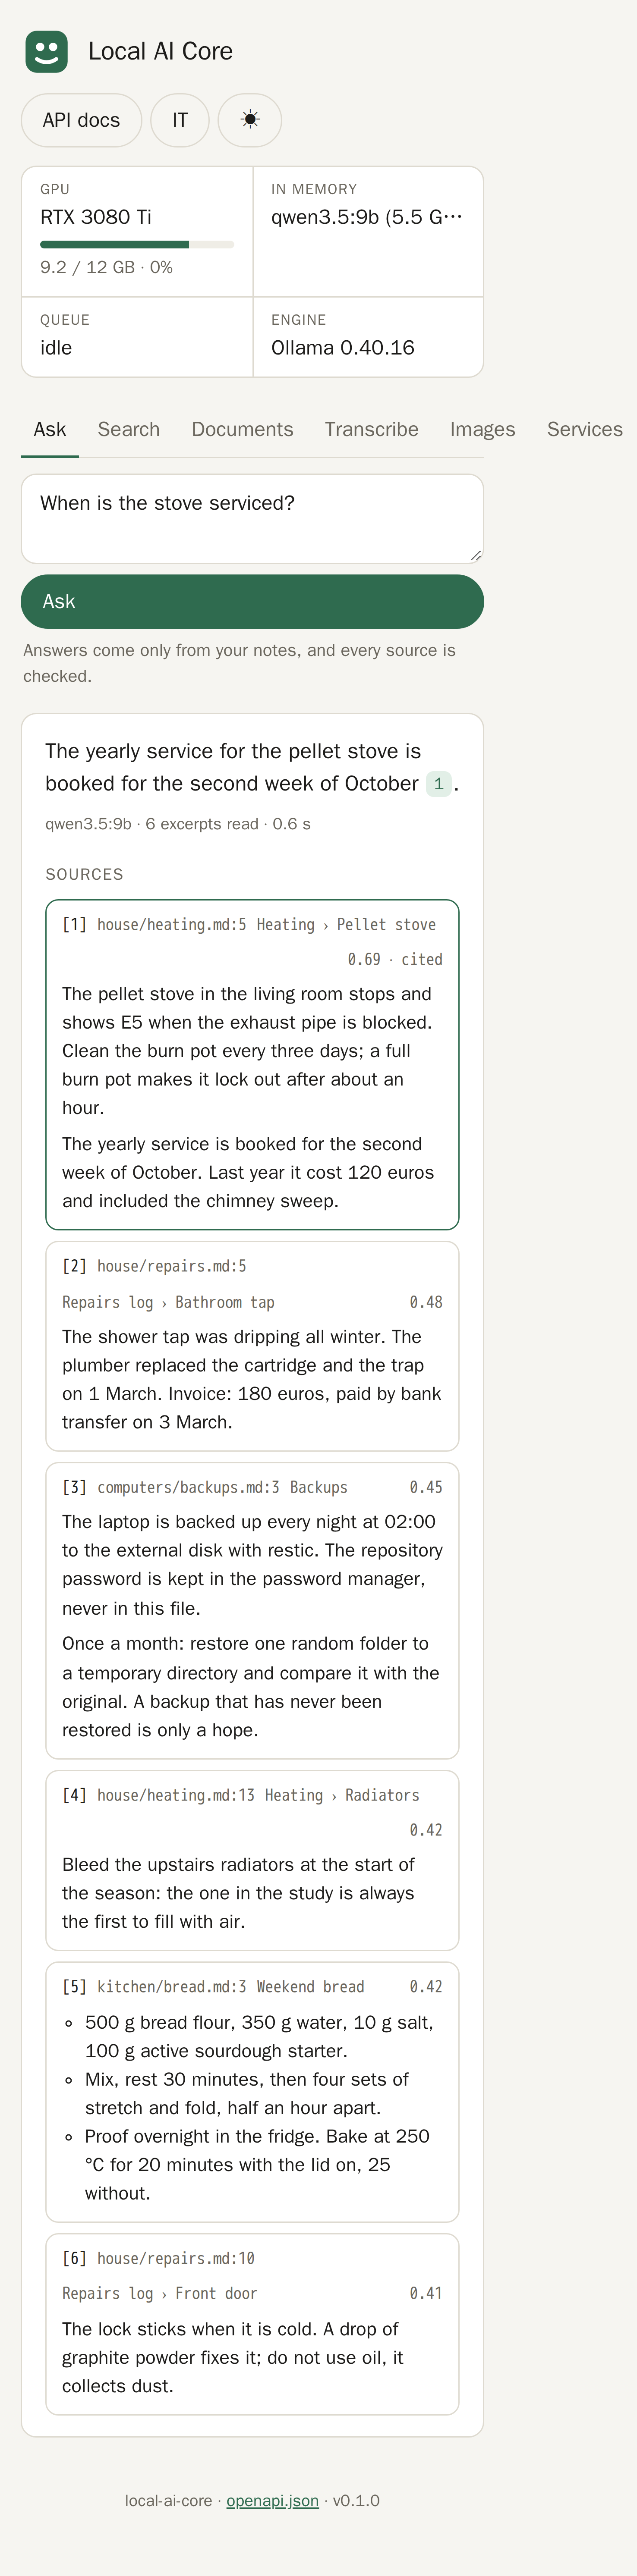 Local AI Core
API docs IT
GPU
RTX 3080 Ti
9.2 / 12 GB · 0%
IN MEMORY
qwen3.5:9b (5.5 G···
QUEUE
idle
ENGINE
Ollama 0.40.16
Ask Search Documents Transcribe Images Services
When is the stove serviced?
Ask
Answers come only from your notes, and every source is
checked.
The yearly service for the pellet stove is
booked for the second week of October 1.
qwen3.5:9b · 6 excerpts read · 0.6 s
SOURCES
[1] house/heating.md:5 Heating › Pellet stove
0.69 · cited
The pellet stove in the living room stops and
shows E5 when the exhaust pipe is blocked.
Clean the burn pot every three days; a full
burn pot makes it lock out after about an
hour.
The yearly service is booked for the second
week of October. Last year it cost 120 euros
and included the chimney sweep.
[2] house/repairs.md:5
Repairs log › Bathroom tap 0.48
The shower tap was dripping all winter. The
plumber replaced the cartridge and the trap
on 1 March. Invoice: 180 euros, paid by bank
transfer on 3 March.
[3] computers/backups.md:3 Backups 0.45
The laptop is backed up every night at 02:00
to the external disk with restic. The repository
password is kept in the password manager,
never in this file.
Once a month: restore one random folder to
a temporary directory and compare it with the
original. A backup that has never been
restored is only a hope.
[4] house/heating.md:13 Heating › Radiators
0.42
Bleed the upstairs radiators at the start of
the season: the one in the study is always
the first to fill with air.
[5] kitchen/bread.md:3 Weekend bread 0.42
500 g bread flour, 350 g water, 10 g salt,
100 g active sourdough starter.
Mix, rest 30 minutes, then four sets of
stretch and fold, half an hour apart.
Proof overnight in the fridge. Bake at 250
°C for 20 minutes with the lid on, 25
without.
[6] house/repairs.md:10
Repairs log › Front door 0.41
The lock sticks when it is cold. A drop of
graphite powder fixes it; do not use oil, it
collects dust.
local-ai-core · openapi.json · v0.1.0